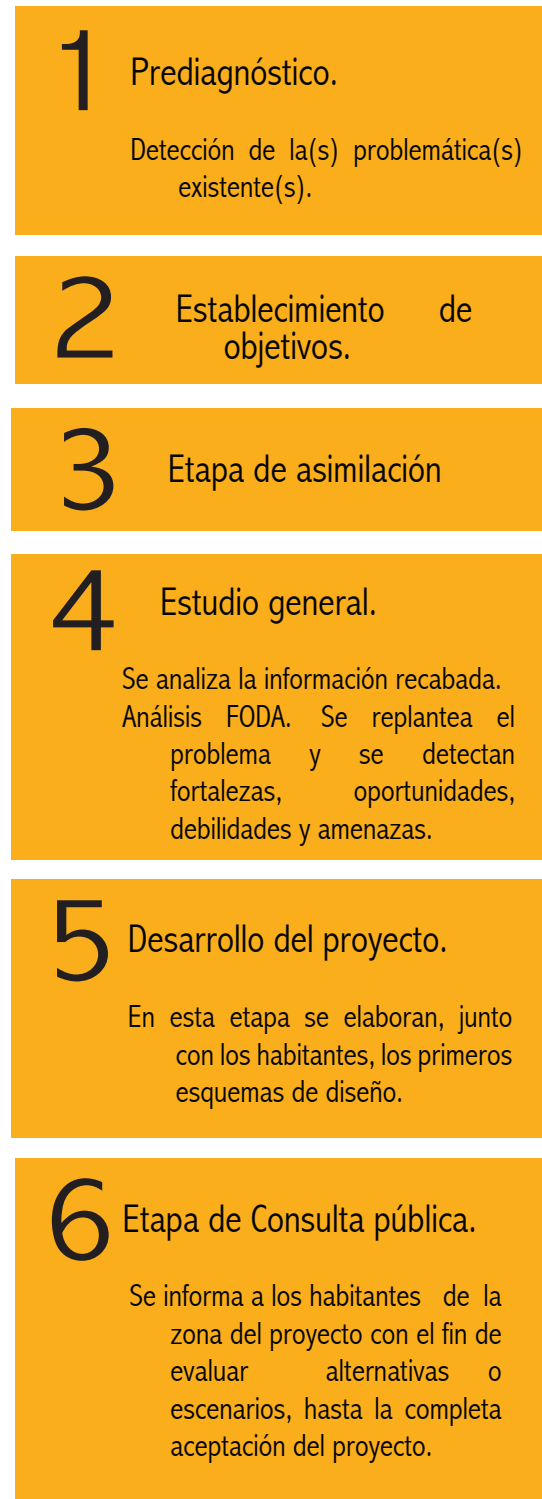 1
Prediagnóstico.
Detección de la(s) problemática(s)
existente(s).
2
Establecimiento de
objetivos.
3
Etapa de asimilación
4
Estudio general.
Se analiza la información recabada.
Análisis FODA. Se replantea el
problema y se detectan
fortalezas, oportunidades,
debilidades y amenazas.
5
Desarrollo del proyecto.
En esta etapa se elaboran, junto
con los habitantes, los primeros
esquemas de diseño.
6
Etapa de Consulta pública.
Se informa a los habitantes de la
zona del proyecto con el fin de
evaluar alternativas o
escenarios, hasta la completa
aceptación del proyecto.